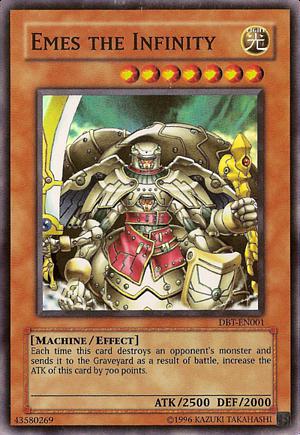 EMES THE INFINITY
LIGHT
光
DBT-EN001
[MACHINE/EFFECT]
Each time this card destroys an opponent's monster and
sends it to the Graveyard as a result of battle, increase the
ATK of this card by 700 points.
ATK/2500 DEF/2000
43580269
©1996 KAZUKI TAKAHASHI